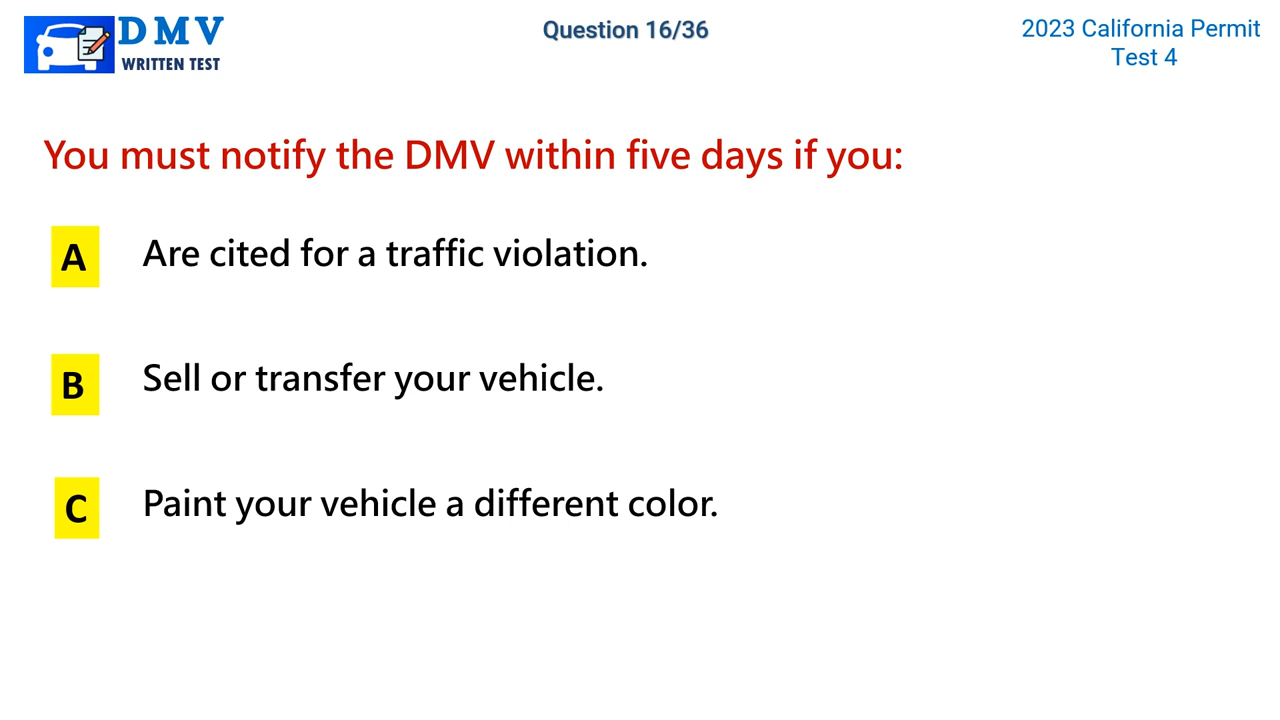 DMV
WRITTEN TEST
Question 16/36
2023 California Permit
Test 4
You must notify the DMV within five days if you:
A Are cited for a traffic violation.
B Sell or transfer your vehicle.
C Paint your vehicle a different color.